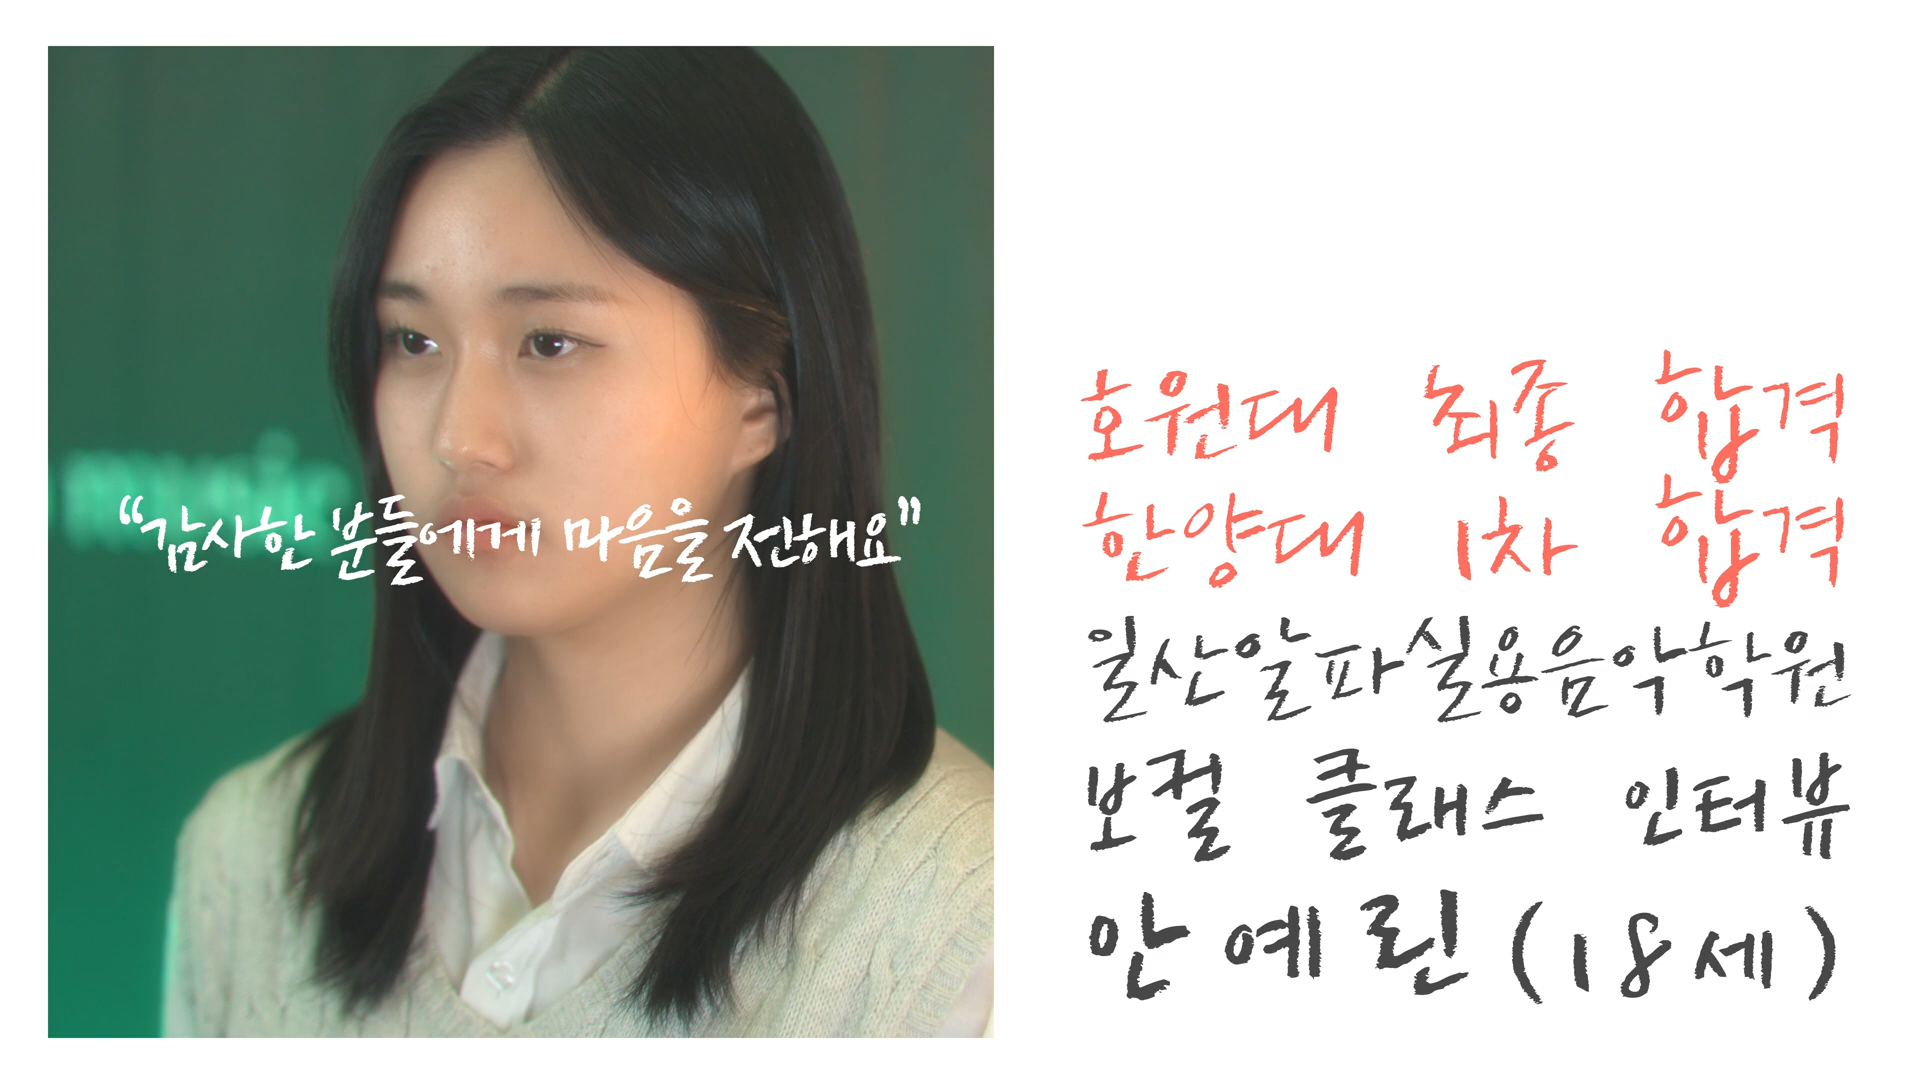 “감사한 분들에게 마음을 전해요”
호원대 최종 합격
한양대 1차 합격
일산알파실용음악학원
보컬 클래스 인터뷰
안예린(18세)